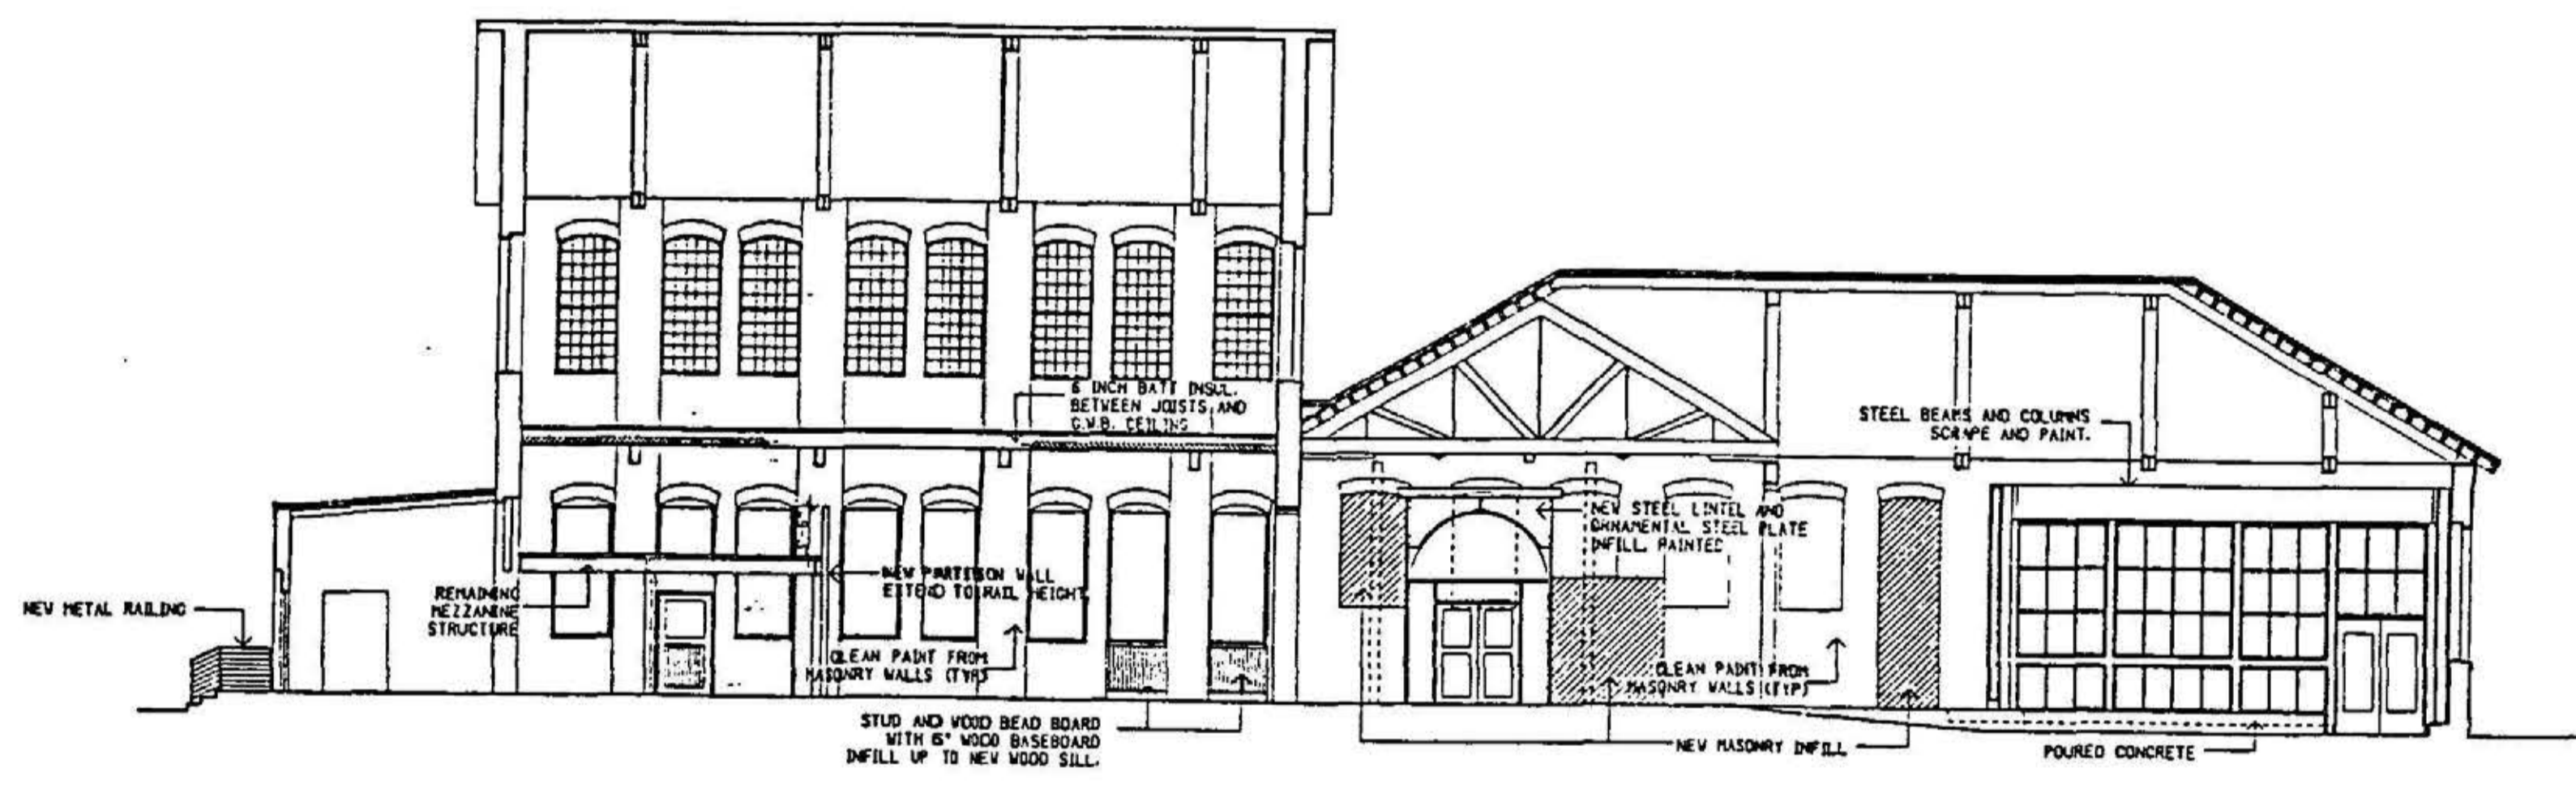 6 INCH BATT INSUL.
BETWEEN JOISTS AND
G.W.B. CEILING
STEEL BEAMS AND COLUMNS
SCRAPE AND PAINT.
NEW STEEL LINTEL AND
ORNAMENTAL STEEL PLATE
INFILL, PAINTED
NEW METAL RAILING
REMAINING
MEZZANINE
STRUCTURE
NEW PARTITION WALL
EXTEND TO RAIL HEIGHT
CLEAN PAINT FROM
MASONRY WALLS (TYP)
CLEAN PAINT FROM
MASONRY WALLS (TYP)
STUD AND WOOD BEAD BOARD
WITH 6" WOOD BASEBOARD
INFILL UP TO NEW WOOD SILL.
NEW MASONRY INFILL
POURED CONCRETE